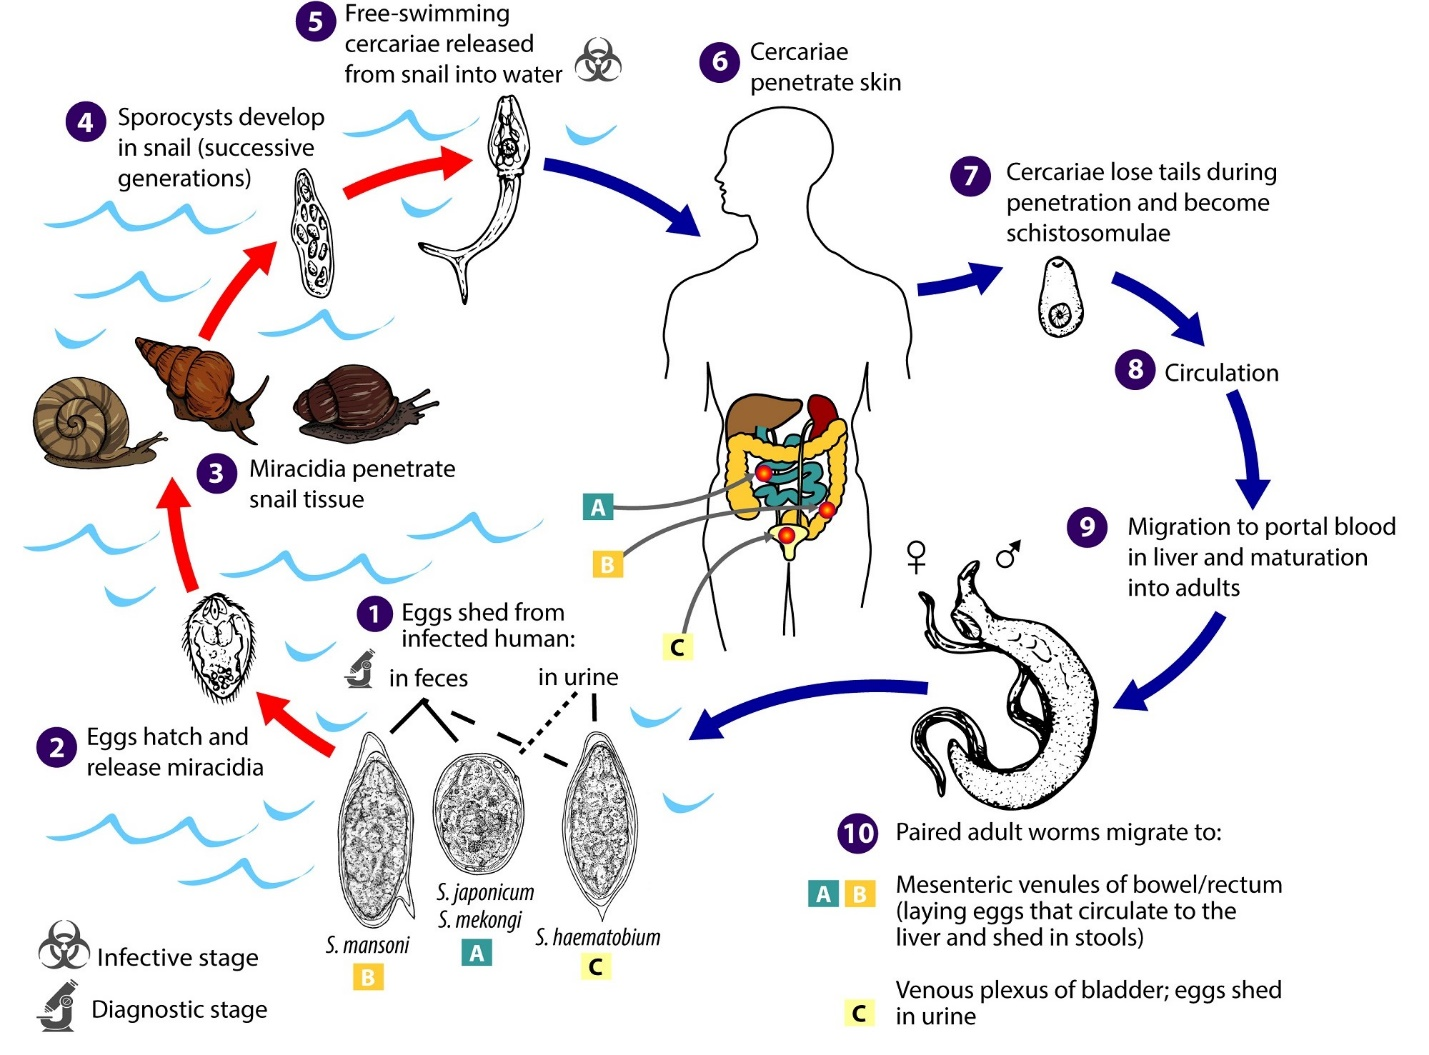 5
Free-swimming
cercariae released
from snail into water
6
Cercariae
penetrate skin
4
Sporocysts develop
in snail (successive
generations)
7
Cercariae lose tails during
penetration and become
schistosomulae
8
Circulation
3
Miracidia penetrate
snail tissue
A
B
C
9
Migration to portal blood
in liver and maturation
into adults
♀ ♂
1
Eggs shed from
infected human:
in feces
in urine
2
Eggs hatch and
release miracidia
S. mansoni
B
S. japonicum
S. mekongi
A
S. haematobium
C
10
Paired adult worms migrate to:
A B
Mesenteric venules of bowel/rectum
(laying eggs that circulate to the
liver and shed in stools)
C
Venous plexus of bladder; eggs shed
in urine
Infective stage
Diagnostic stage